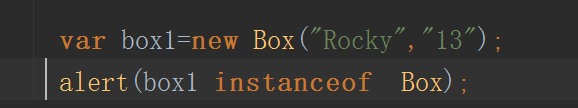 var box1=new Box("Rocky","13");
alert(box1 instanceof  Box);